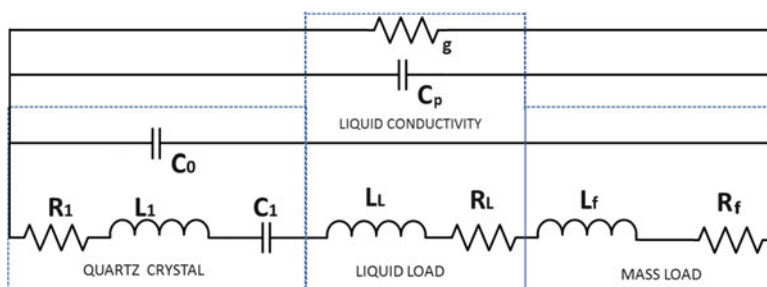 g
Cp
LIQUID CONDUCTIVITY
C0
R1 L1 C1 LL RL Lf Rf
QUARTZ CRYSTAL LIQUID LOAD MASS LOAD